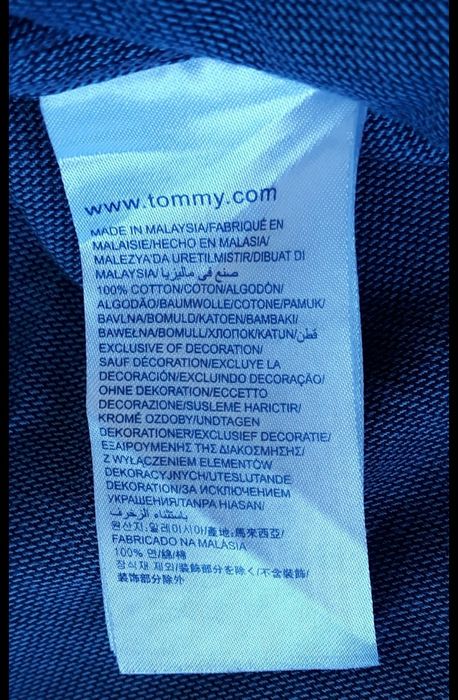 www.tommy.com
MADE IN MALAYSIA/FABRIQUÉ EN
MALAISIE/HECHO EN MALASIA/
MALEZYA'DA URETILMISTIR/DIBUAT DI
MALAYSIA/صنع في ماليزيا
100% COTTON/COTON/ALGODÓN/
ALGODÃO/BAUMWOLLE/COTONE/PAMUK/
BAVLNA/BOMULD/KATOEN/BAMBAKI/
BAWEŁNA/BOMULL/ХЛОПОК/KATUN/قطن
EXCLUSIVE OF DECORATION/
SAUF DÉCORATION/EXCLUYE LA
DECORACIÓN/EXCLUINDO DECORAÇÃO/
OHNE DEKORATION/ECCETTO
DECORAZIONE/SUSLEME HARICTIR/
KROMĚ OZDOBY/UNDTAGEN
DEKORATIONER/EXCLUSIEF DECORATIE/
ΕΞΑΙΡΟΥΜΕΝΗΣ ΤΗΣ ΔΙΑΚΟΣΜΗΣΗΣ/
Z WYŁĄCZENIEM ELEMENTÓW
DEKORACYJNYCH/UTESLUTANDE
DEKORATION/ЗА ИСКЛЮЧЕНИЕМ
УКРАШЕНИЯ/TANPA HIASAN/
باستثناء الزخرف
원산지:말레이시아/產地:馬來西亞/
FABRICADO NA MALÁSIA
100% 면/綿/棉
장식재 제외/装飾部分を除く/不含裝飾/
装饰部分除外